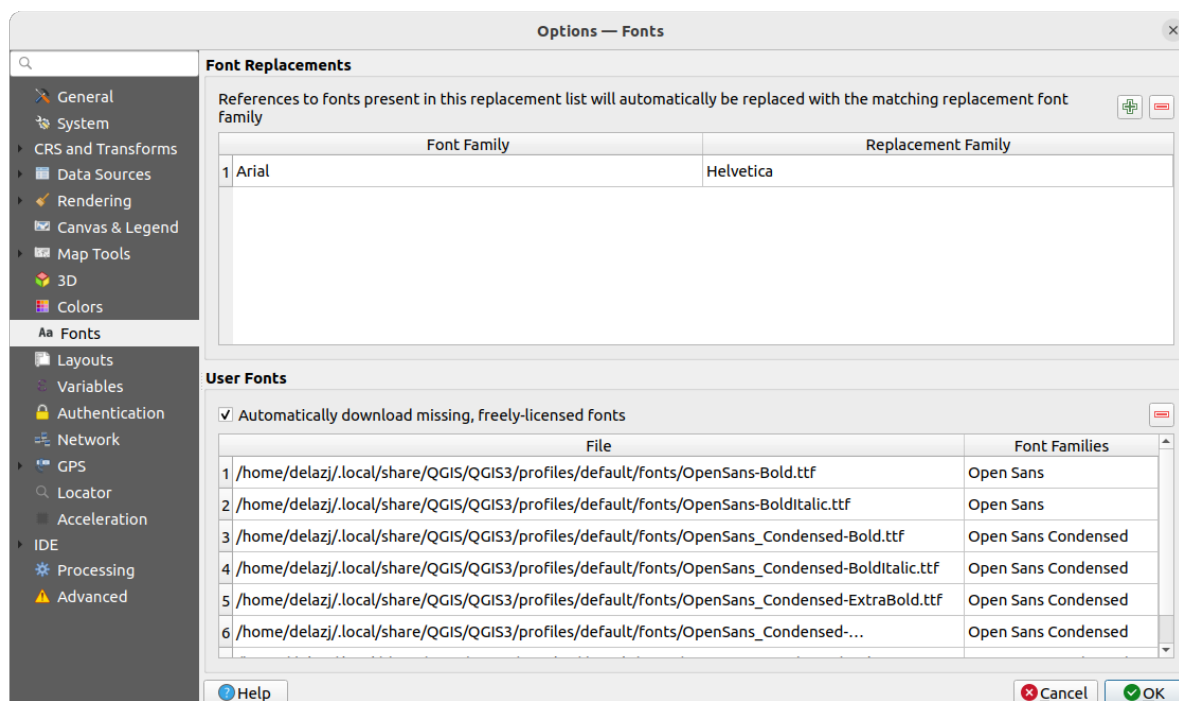 Options — Fonts
General
System
CRS and Transforms
Data Sources
Rendering
Canvas & Legend
Map Tools
3D
Colors
Aa Fonts
Layouts
Variables
Authentication
Network
GPS
Locator
Acceleration
IDE
Processing
Advanced
Font Replacements
References to fonts present in this replacement list will automatically be replaced with the matching replacement font
family
Font Family Replacement Family
1 Arial Helvetica
User Fonts
Automatically download missing, freely-licensed fonts
File Font Families
1 /home/delazj/.local/share/QGIS/QGIS3/profiles/default/fonts/OpenSans-Bold.ttf Open Sans
2 /home/delazj/.local/share/QGIS/QGIS3/profiles/default/fonts/OpenSans-BoldItalic.ttf Open Sans
3 /home/delazj/.local/share/QGIS/QGIS3/profiles/default/fonts/OpenSans_Condensed-Bold.ttf Open Sans Condensed
4 /home/delazj/.local/share/QGIS/QGIS3/profiles/default/fonts/OpenSans_Condensed-BoldItalic.ttf Open Sans Condensed
5 /home/delazj/.local/share/QGIS/QGIS3/profiles/default/fonts/OpenSans_Condensed-ExtraBold.ttf Open Sans Condensed
6 /home/delazj/.local/share/QGIS/QGIS3/profiles/default/fonts/OpenSans_Condensed-... Open Sans Condensed
Help Cancel OK